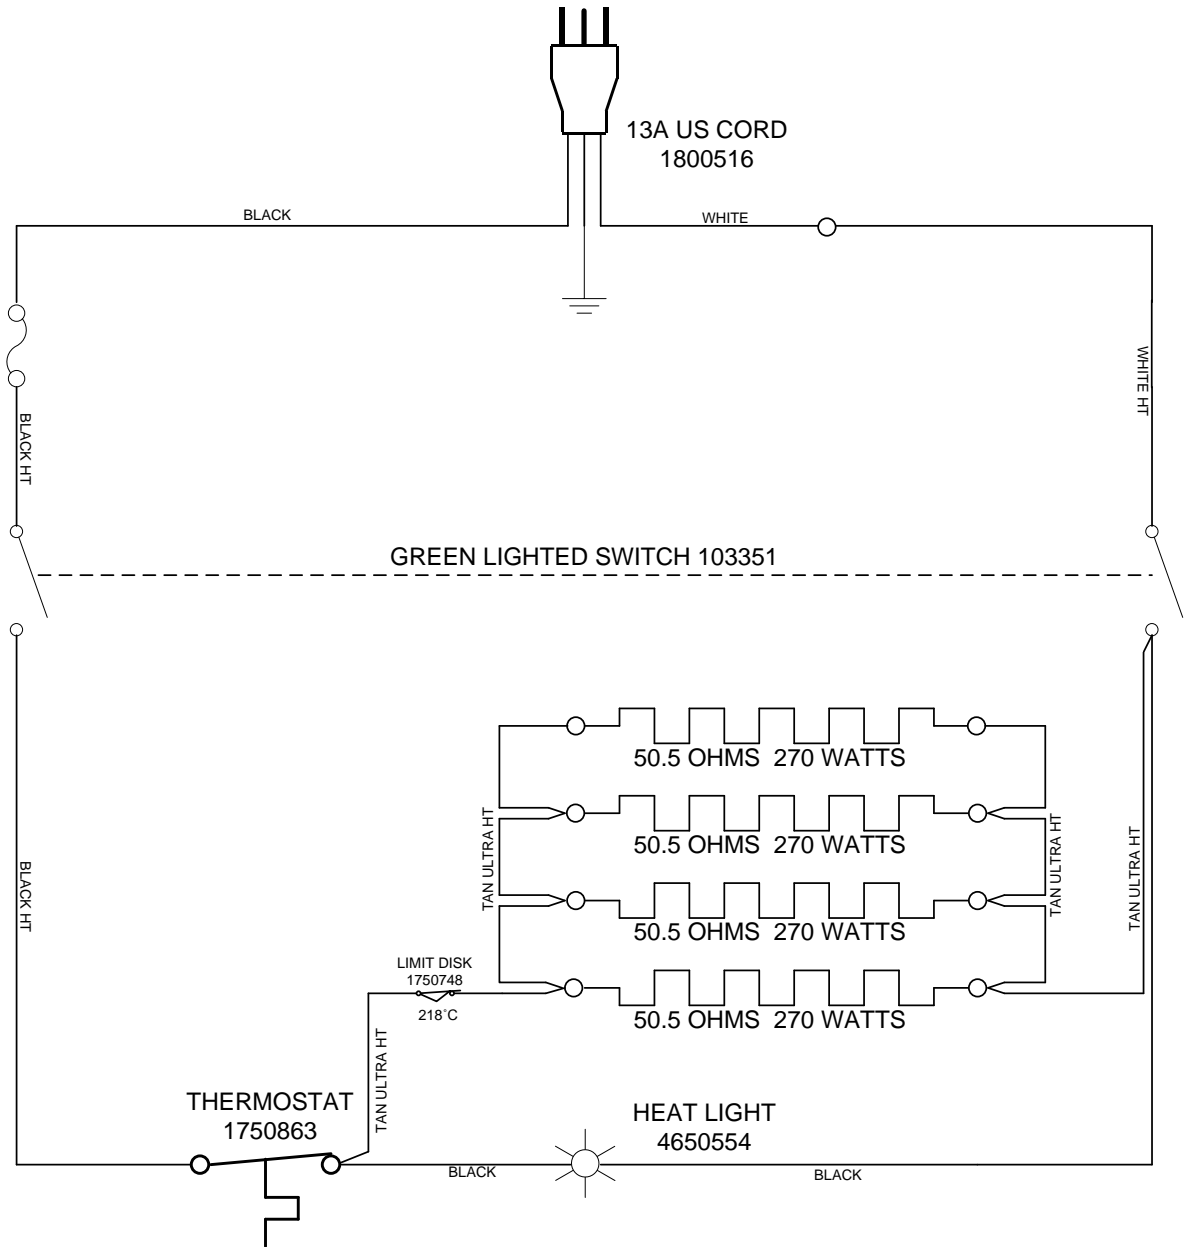 13A US CORD
1800516
BLACK
WHITE
WHITE HT
BLACK HT
GREEN LIGHTED SWITCH 103351
50.5 OHMS 270 WATTS
50.5 OHMS 270 WATTS
50.5 OHMS 270 WATTS
50.5 OHMS 270 WATTS
TAN ULTRA HT
TAN ULTRA HT
TAN ULTRA HT
BLACK HT
LIMIT DISK
1750748
218°C
TAN ULTRA HT
THERMOSTAT
1750863
HEAT LIGHT
4650554
BLACK
BLACK